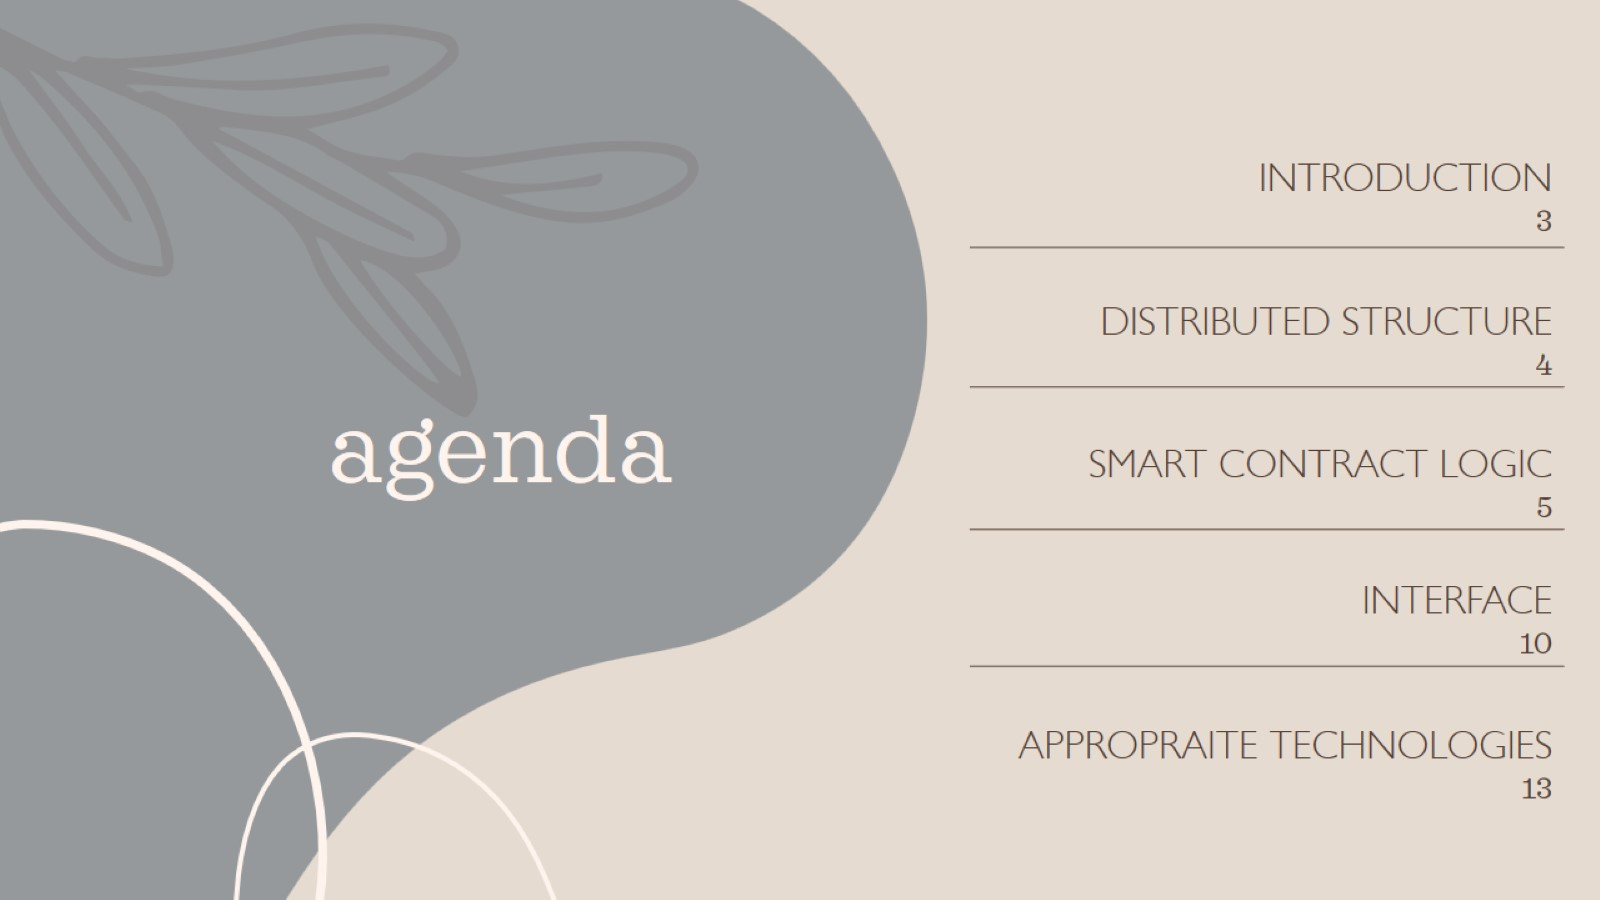 agenda
INTRODUCTION
3
DISTRIBUTED STRUCTURE
4
SMART CONTRACT LOGIC
5
INTERFACE
10
APPROPRAITE TECHNOLOGIES
13